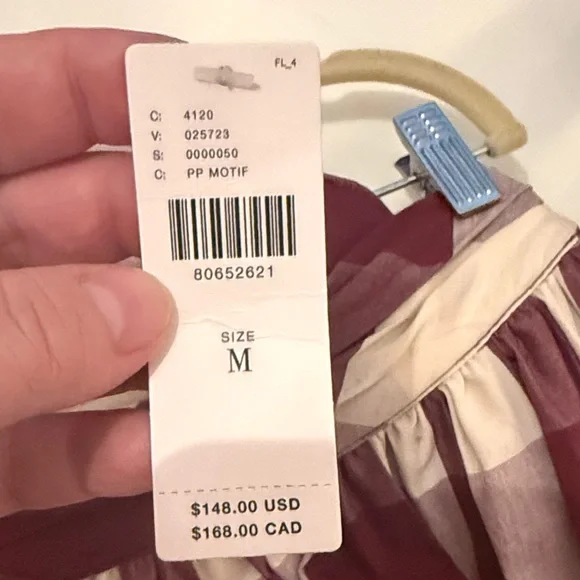 FL_4
C: 4120
V: 025723
S: 0000050
C: PP MOTIF
80652621
SIZE
M
$148.00 USD
$168.00 CAD